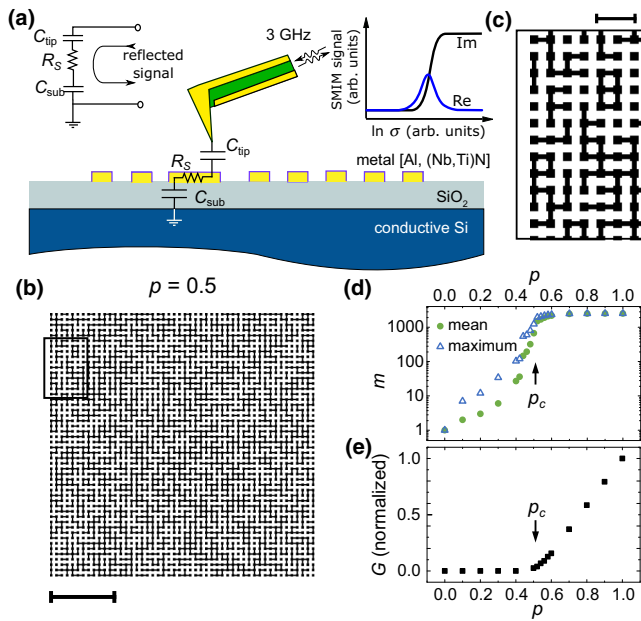 (a)
C_tip
R_S
C_sub
reflected
signal
3 GHz
SMIM signal
(arb. units)
Im
Re
ln σ (arb. units)
C_tip
R_S
metal [Al, (Nb,Ti)N]
C_sub
SiO₂
conductive Si
(b)
p = 0.5
(c)
(d)
p
0.0 0.2 0.4 0.6 0.8 1.0
1000
100
10
1
m
mean
maximum
p_c
(e)
G (normalized)
1.0
0.5
0.0
p_c
0.0 0.2 0.4 0.6 0.8 1.0
p